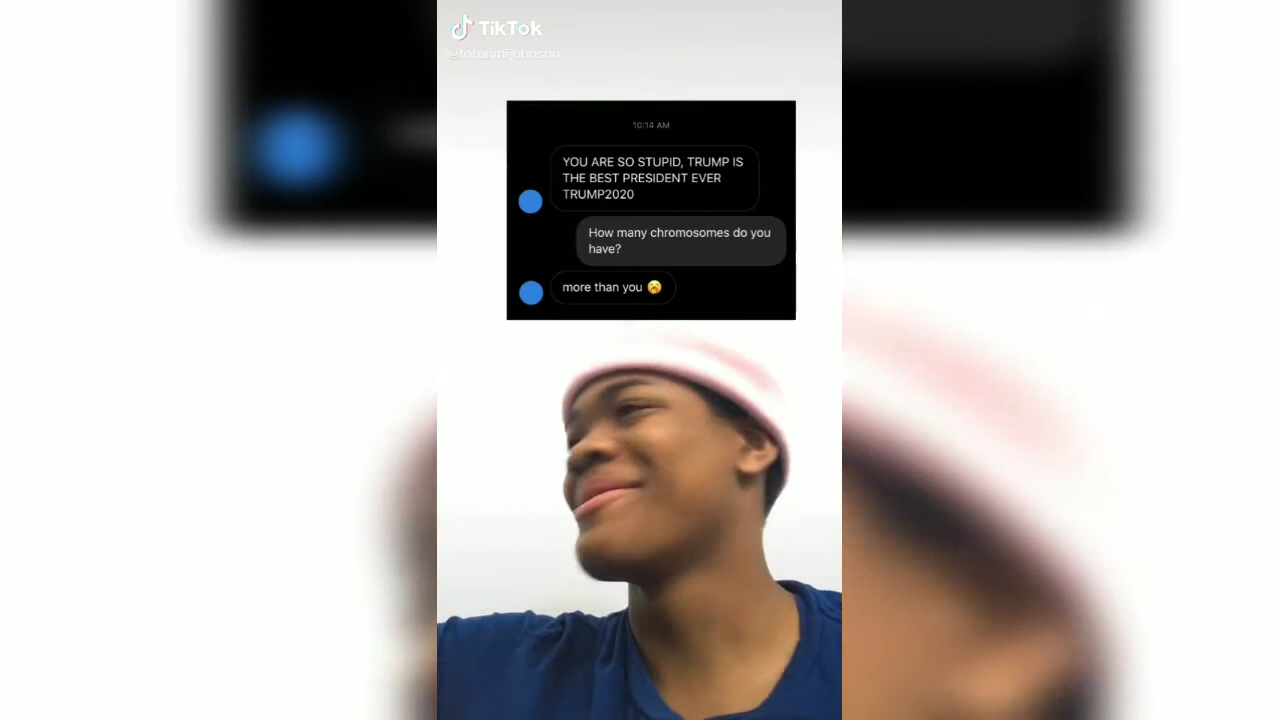 TikTok
@tofunmijohnson
10:14 AM
YOU ARE SO STUPID, TRUMP IS
THE BEST PRESIDENT EVER
TRUMP2020
How many chromosomes do you
have?
more than you 🥱